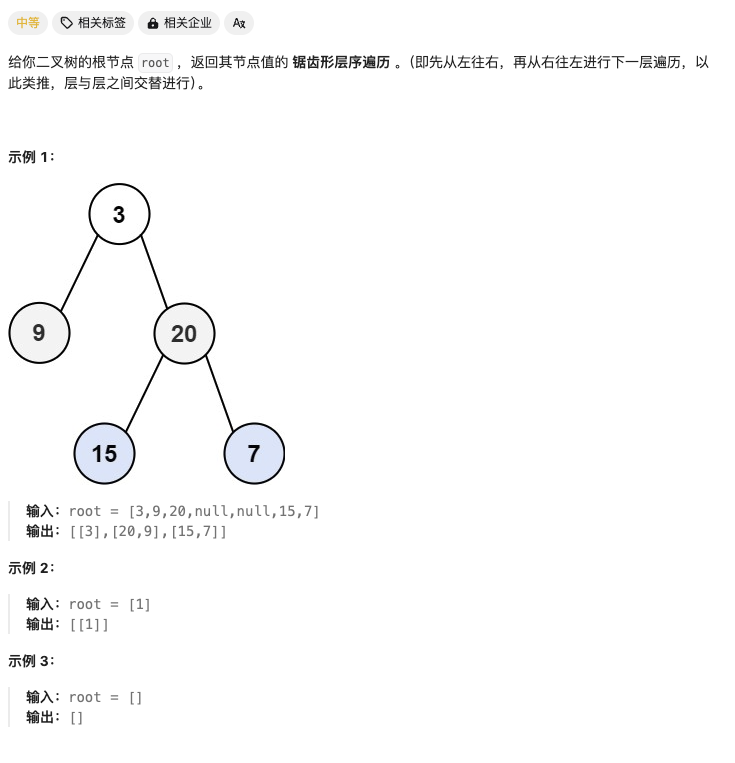 中等 相关标签 相关企业 Aꭗ
给你二叉树的根节点 root ，返回其节点值的 锯齿形层序遍历 。（即先从左往右，再从右往左进行下一层遍历，以
此类推，层与层之间交替进行）。
示例 1：
3
9 20
15 7
输入：root = [3,9,20,null,null,15,7]
输出：[[3],[20,9],[15,7]]
示例 2：
输入：root = [1]
输出：[[1]]
示例 3：
输入：root = []
输出：[]